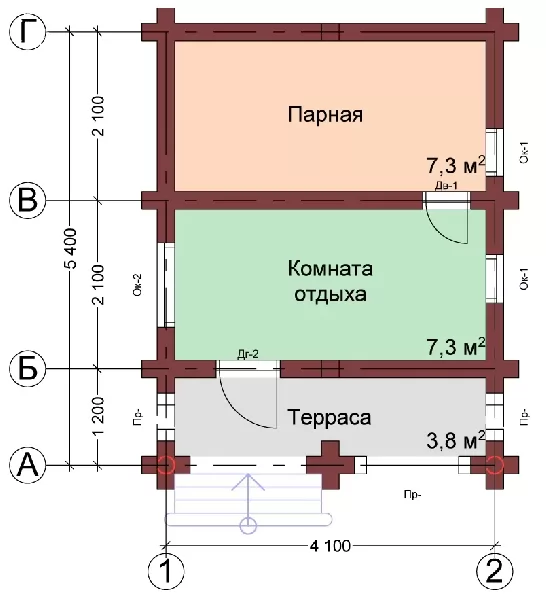 Г
Парная
2 100
7,3 м²
Ок-1
Дв-1
В
5 400
Комната
отдыха
2 100
Ок-2
Ок-1
7,3 м²
Дг-2
Б
Терраса
1 200
Пр-
Пр-
3,8 м²
А
Пр-
4 100
1
2